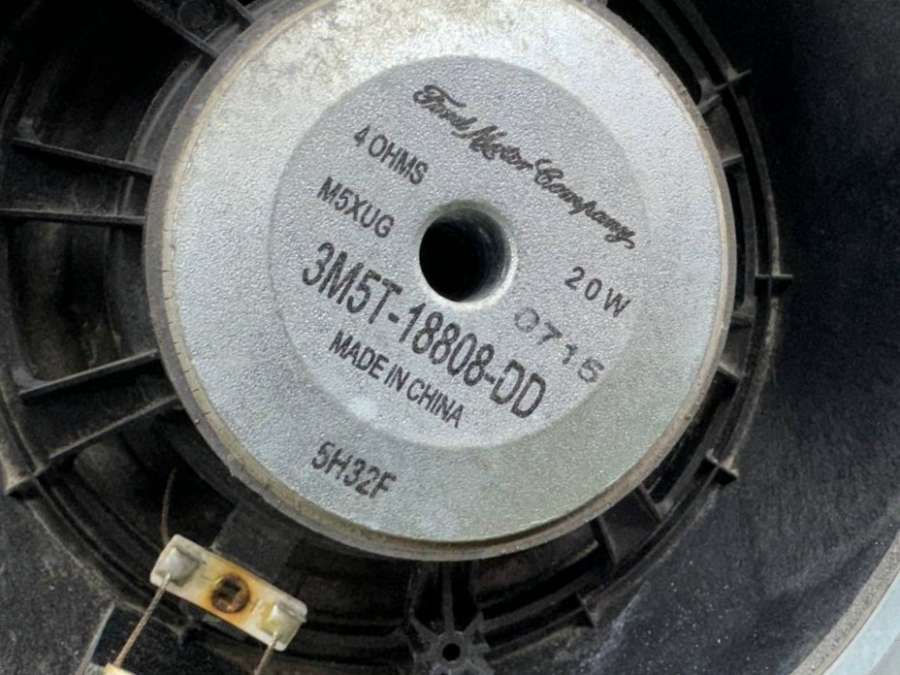 Ford Motor Company
4 OHMS
20W
M5XUG
3M5T-18808-DD
0715
MADE IN CHINA
5H32F